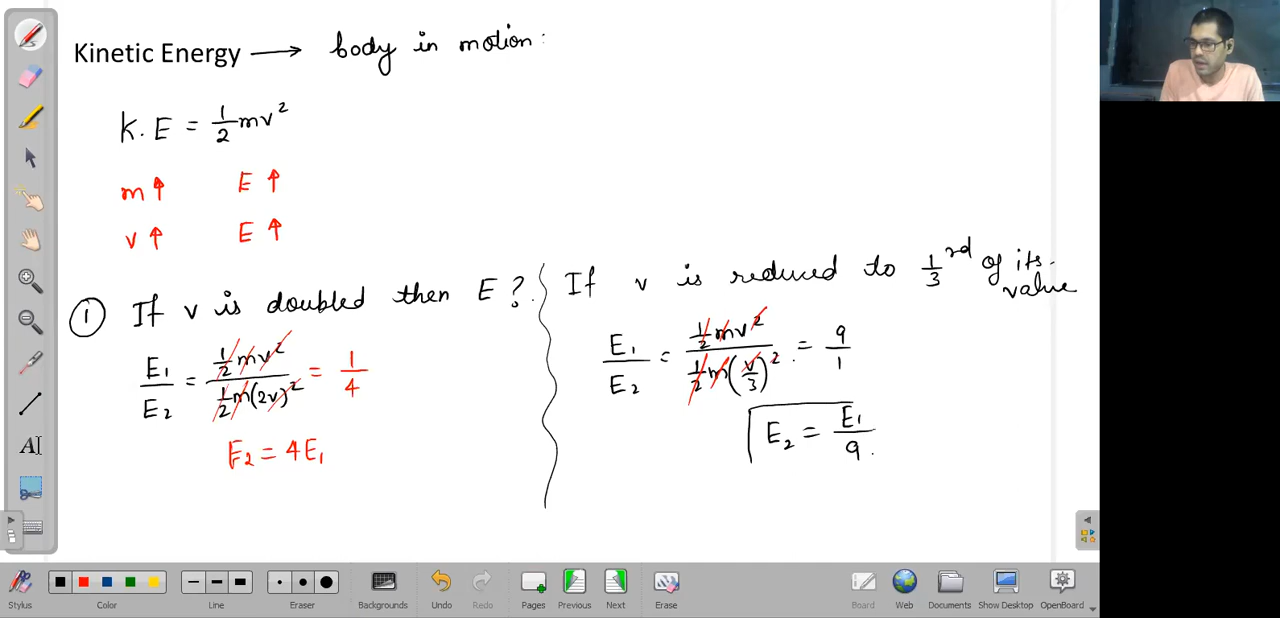 Kinetic Energy ⟶ body in motion:
K.E = 1/2 mv²
m↑ E↑
v↑ E↑
① If v is doubled then E?
E₁/E₂ = (1/2 mv²)/(1/2 m(2v)²) = 1/4
E₂ = 4E₁
If v is reduced to 1/3 rd of its value
E₁/E₂ = (1/2 mv²)/(1/2 m(v/3)²) = 9/1
E₂ = E₁/9
A
Stylus Color Line Eraser Backgrounds Undo Redo Pages Previous Next Erase Board Web Documents Show Desktop OpenBoard